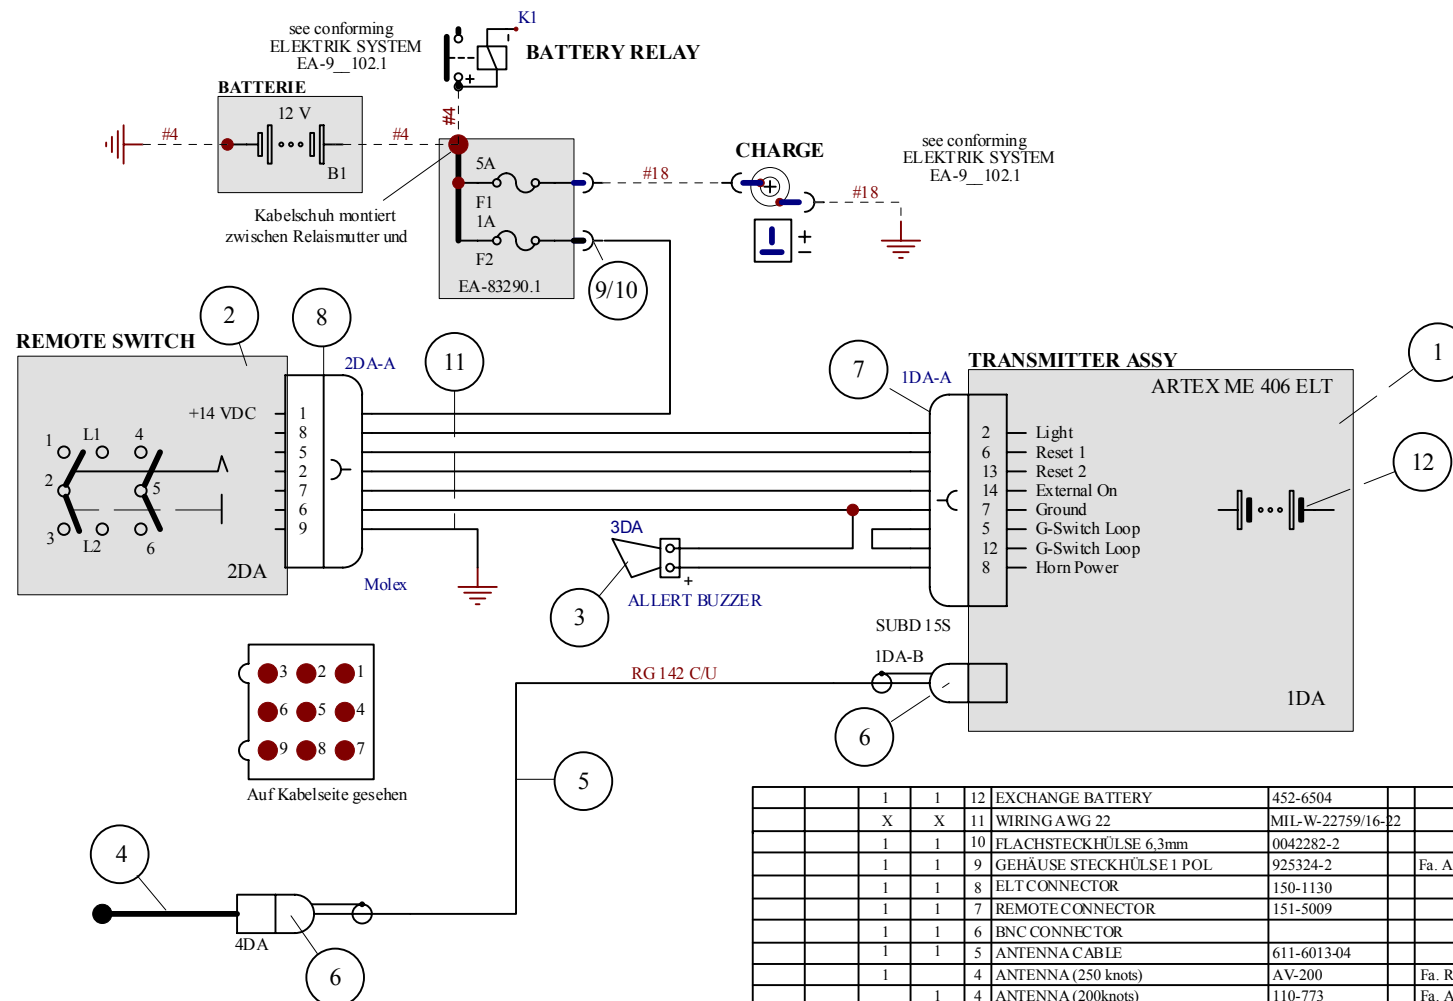 K1
see conforming
ELEKTRIK SYSTEM
EA-9__102.1
BATTERY RELAY
BATTERIE
12 V
B1
#4
#4
#4
+
5A
F1
1A
F2
EA-83290.1
Kabelschuh montiert
zwischen Relaismutter und
#18
CHARGE
+
−
#18
see conforming
ELEKTRIK SYSTEM
EA-9__102.1
9/10
2
8
11
REMOTE SWITCH
2DA-A
+14 VDC
1
8
5
2
7
6
9
1
L1
4
2
5
3
L2
6
2DA
Molex
7
1DA-A
TRANSMITTER ASSY
1
ARTEX ME 406 ELT
2 Light
6 Reset 1
13 Reset 2
14 External On
7 Ground
5 G-Switch Loop
12 G-Switch Loop
8 Horn Power
12
3DA
+
ALLERT BUZZER
3
SUBD 15S
1DA-B
1DA
6
RG 142 C/U
3 2 1
6 5 4
9 8 7
Auf Kabelseite gesehen
5
4
4DA
6
1 1 12 EXCHANGE BATTERY 452-6504
X X 11 WIRING AWG 22 MIL-W-22759/16-22
1 1 10 FLACHSTECKHÜLSE 6,3mm 0042282-2
1 1 9 GEHÄUSE STECKHÜLSE 1 POL 925324-2 Fa. A
1 1 8 ELT CONNECTOR 150-1130
1 1 7 REMOTE CONNECTOR 151-5009
1 1 6 BNC CONNECTOR
1 1 5 ANTENNA CABLE 611-6013-04
1 4 ANTENNA (250 knots) AV-200 Fa. R
1 4 ANTENNA (200knots) 110-773 Fa. A